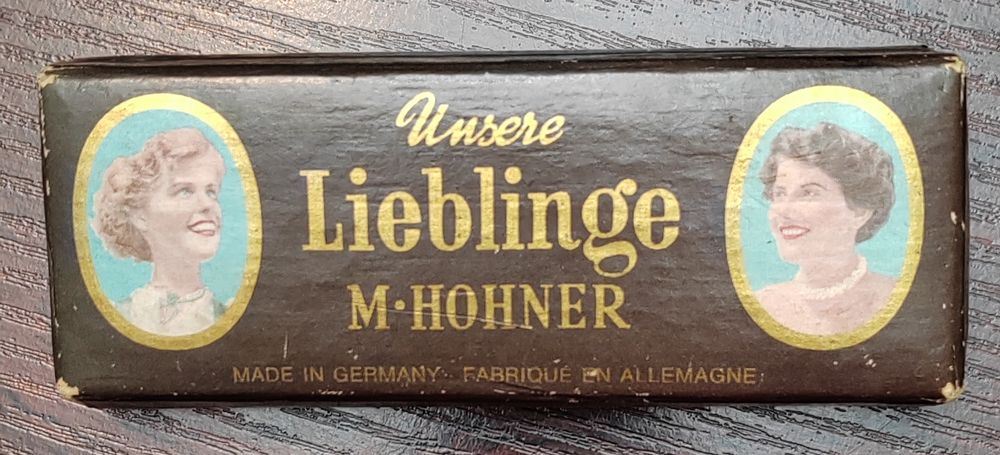 Unsere
Lieblinge
M·HOHNER
MADE IN GERMANY · FABRIQUÉ EN ALLEMAGNE